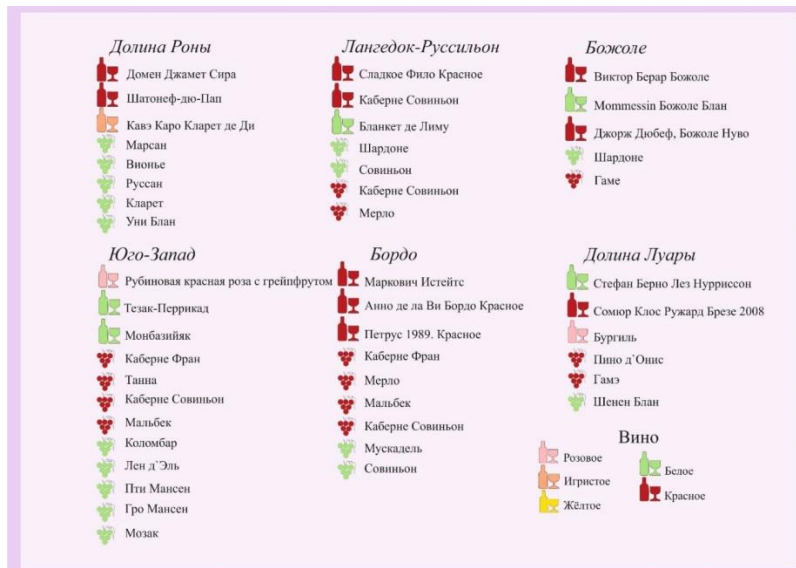 Долина Роны
Домен Джамет Сира
Шатонеф-дю-Пап
Кавэ Каро Кларет де Ди
Марсан
Вионье
Руссан
Кларет
Уни Блан
Лангедок-Руссильон
Сладкое Фило Красное
Каберне Совиньон
Бланкет де Лиму
Шардоне
Совиньон
Каберне Совиньон
Мерло
Божоле
Виктор Берар Божоле
Mommessin Божоле Блан
Джорж Дюбеф, Божоле Нуво
Шардоне
Гаме
Юго-Запад
Рубиновая красная роза с грейпфрутом
Тезак-Перрикад
Монбазийяк
Каберне Фран
Танна
Каберне Совиньон
Мальбек
Коломбар
Лен д`Эль
Пти Мансен
Гро Мансен
Мозак
Бордо
Маркович Истейтс
Анно де ла Ви Бордо Красное
Петрус 1989. Красное
Каберне Фран
Мерло
Мальбек
Каберне Совиньон
Мускадель
Совиньон
Долина Луары
Стефан Берно Лез Нурриссон
Сомюр Клос Ружард Брезе 2008
Бургиль
Пино д`Онис
Гамэ
Шенен Блан
Вино
Розовое
Игристое
Жёлтое
Белое
Красное